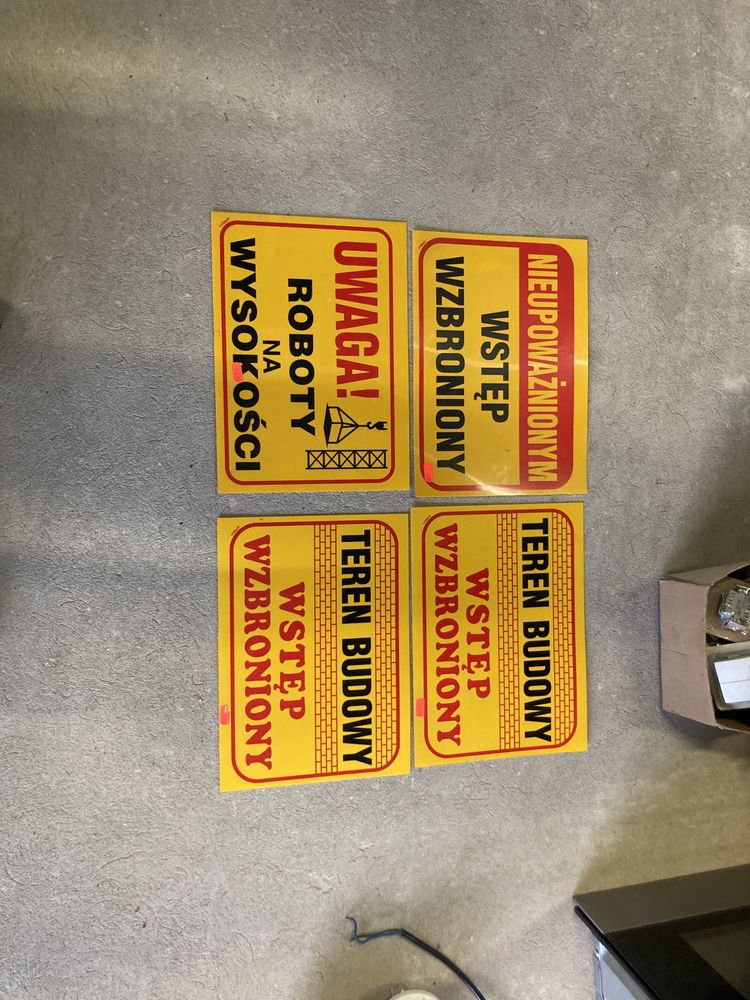 NIEUPOWAŻNIONYM
WSTĘP
WZBRONIONY
TEREN BUDOWY
WSTĘP
WZBRONIONY
UWAGA!
ROBOTY
NA
WYSOKOŚCI
TEREN BUDOWY
WSTĘP
WZBRONIONY